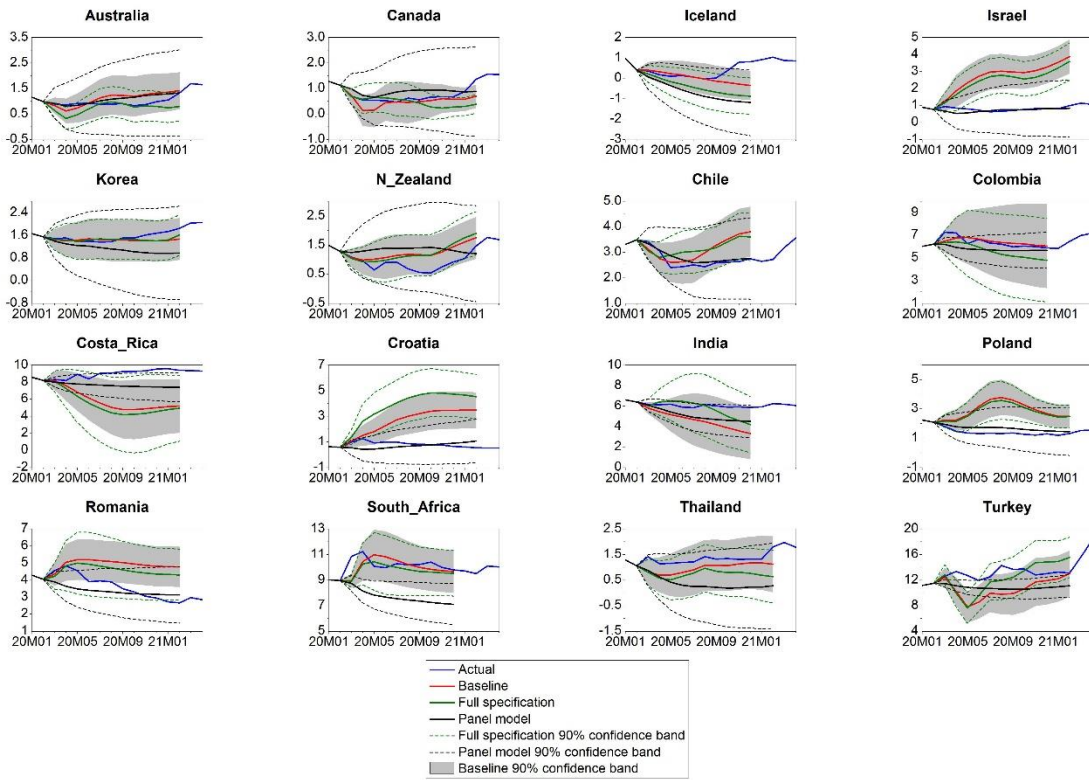 Australia
3.5
2.5
1.5
0.5
-0.5
20M01 20M05 20M09 21M01
Canada
3.0
2.0
1.0
0.0
-1.0
20M01 20M05 20M09 21M01
Iceland
2
1
0
-1
-2
-3
20M01 20M05 20M09 21M01
Israel
5
4
3
2
1
-1
20M01 20M05 20M09 21M01
Korea
2.4
1.6
0.8
0.0
-0.8
20M01 20M05 20M09 21M01
N_Zealand
2.5
1.5
0.5
-0.5
20M01 20M05 20M09 21M01
Chile
5.0
4.0
3.0
2.0
1.0
20M01 20M05 20M09 21M01
Colombia
9
7
6
5
4
1
20M01 20M05 20M09 21M01
Costa_Rica
10
8
6
4
2
0
-2
20M01 20M05 20M09 21M01
Croatia
7
5
3
1
-1
20M01 20M05 20M09 21M01
India
10
8
6
4
2
0
20M01 20M05 20M09 21M01
Poland
5
3
1
-1
20M01 20M05 20M09 21M01
Romania
7
6
5
4
3
2
1
20M01 20M05 20M09 21M01
South_Africa
13
11
9
7
5
20M01 20M05 20M09 21M01
Thailand
2.5
1.5
0.5
-0.5
-1.5
20M01 20M05 20M09 21M01
Turkey
20
16
12
8
4
20M01 20M05 20M09 21M01
Actual
Baseline
Full specification
Panel model
Full specification 90% confidence band
Panel model 90% confidence band
Baseline 90% confidence band